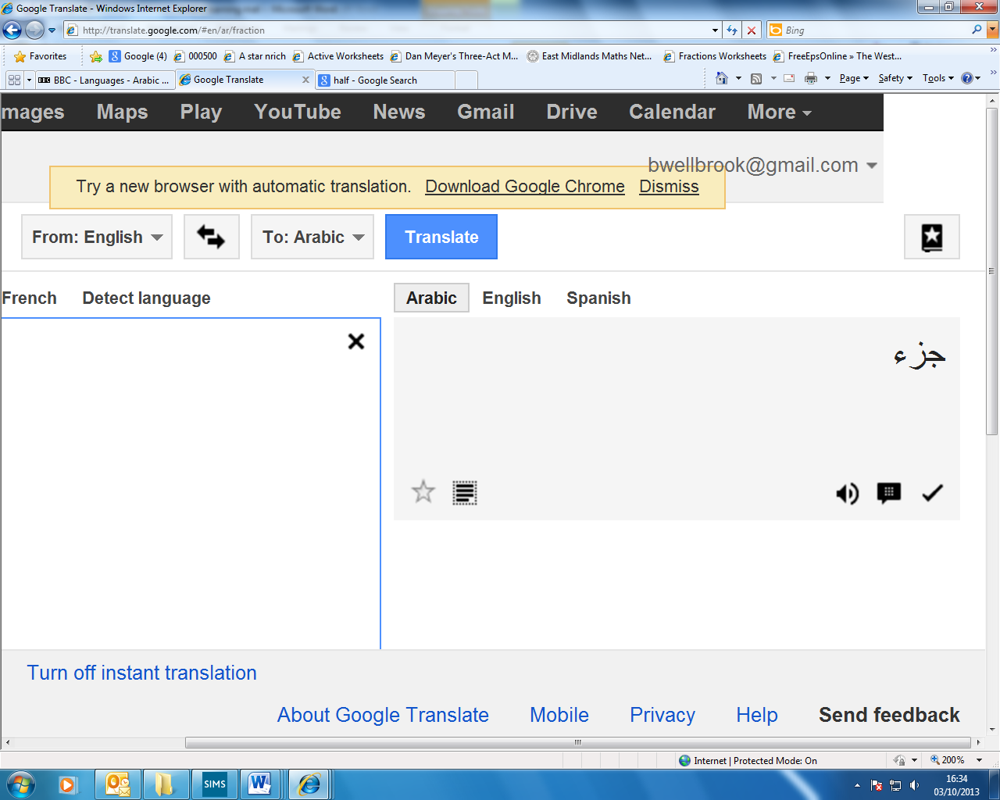 Google Translate - Windows Internet Explorer
http://translate.google.com/#en/ar/fraction
Bing
Favorites
Google (4)
000500
A star nrich
Active Worksheets
Dan Meyer's Three-Act M...
East Midlands Maths Net...
Fractions Worksheets
FreeEpsOnline » The West...
BBC - Languages - Arabic ...
Google Translate
half - Google Search
Page
Safety
Tools
mages Maps Play YouTube News Gmail Drive Calendar More
bwellbrook@gmail.com
Try a new browser with automatic translation. Download Google Chrome Dismiss
From: English
To: Arabic
Translate
French Detect language
Arabic English Spanish
جزء
Turn off instant translation
About Google Translate Mobile Privacy Help Send feedback
Internet | Protected Mode: On
200%
SIMS
16:34
03/10/2013